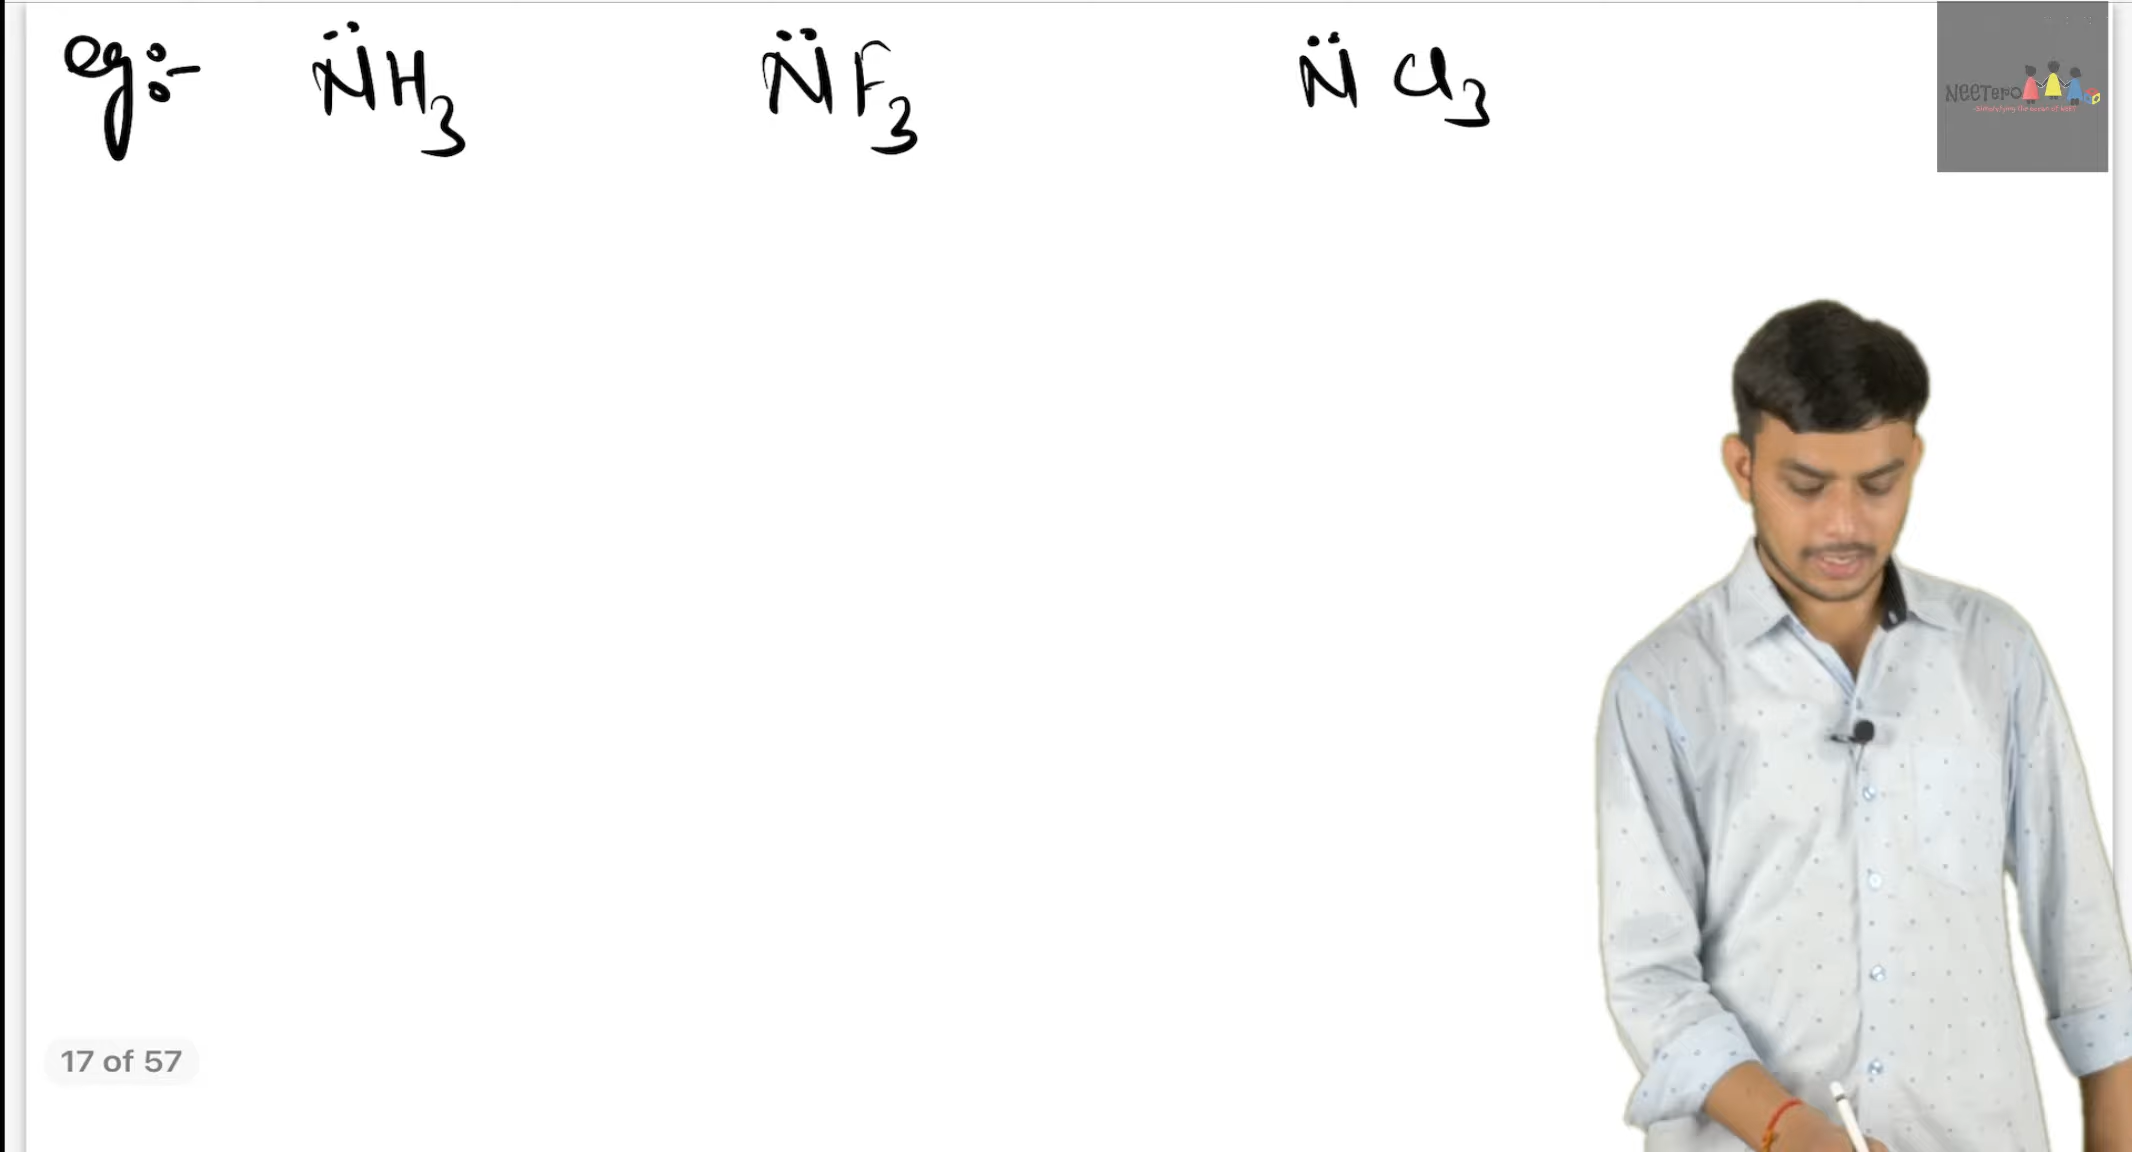 eg:- N̈H₃ N̈F₃ N̈Cl₃
NEETero
17 of 57